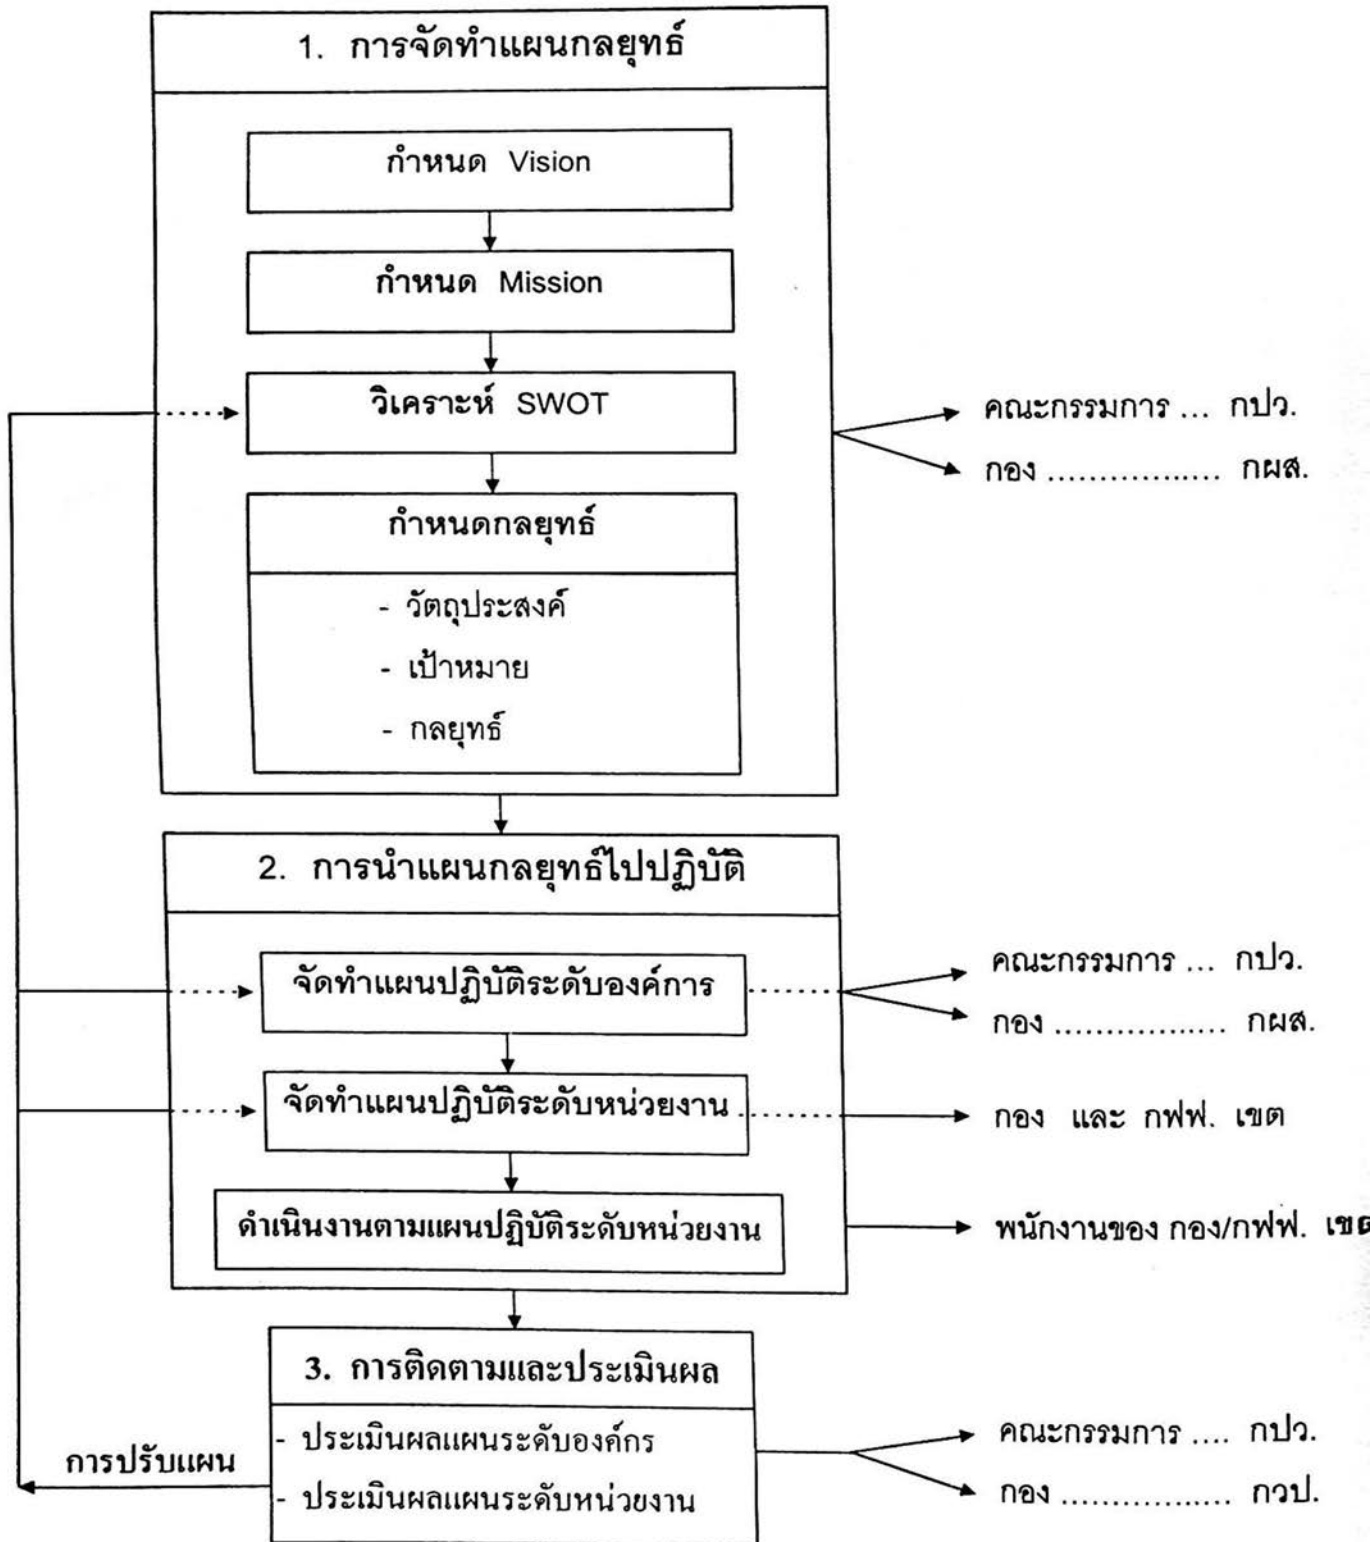 1. การจัดทำแผนกลยุทธ์
กำหนด Vision
กำหนด Mission
วิเคราะห์ SWOT
คณะกรรมการ ... กปว.
กอง ................ กผส.
กำหนดกลยุทธ์
- วัตถุประสงค์
- เป้าหมาย
- กลยุทธ์
2. การนำแผนกลยุทธ์ไปปฏิบัติ
จัดทำแผนปฏิบัติระดับองค์การ
คณะกรรมการ ... กปว.
กอง ................ กผส.
จัดทำแผนปฏิบัติระดับหน่วยงาน
กอง และ กฟฟ. เขต
ดำเนินงานตามแผนปฏิบัติระดับหน่วยงาน
พนักงานของ กอง/กฟฟ. เขต
3. การติดตามและประเมินผล
- ประเมินผลแผนระดับองค์กร
- ประเมินผลแผนระดับหน่วยงาน
การปรับแผน
คณะกรรมการ .... กปว.
กอง ................ กวป.